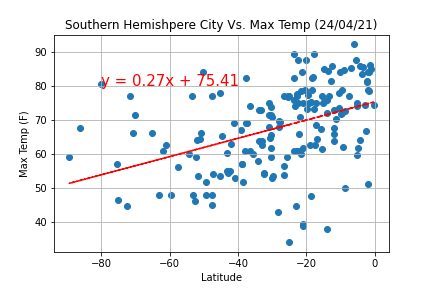 Southern Hemishpere City Vs. Max Temp (24/04/21)
90
y = 0.27x + 75.41
80
70
Max Temp (F)
60
50
40
−80
−60
−40
−20
0
Latitude